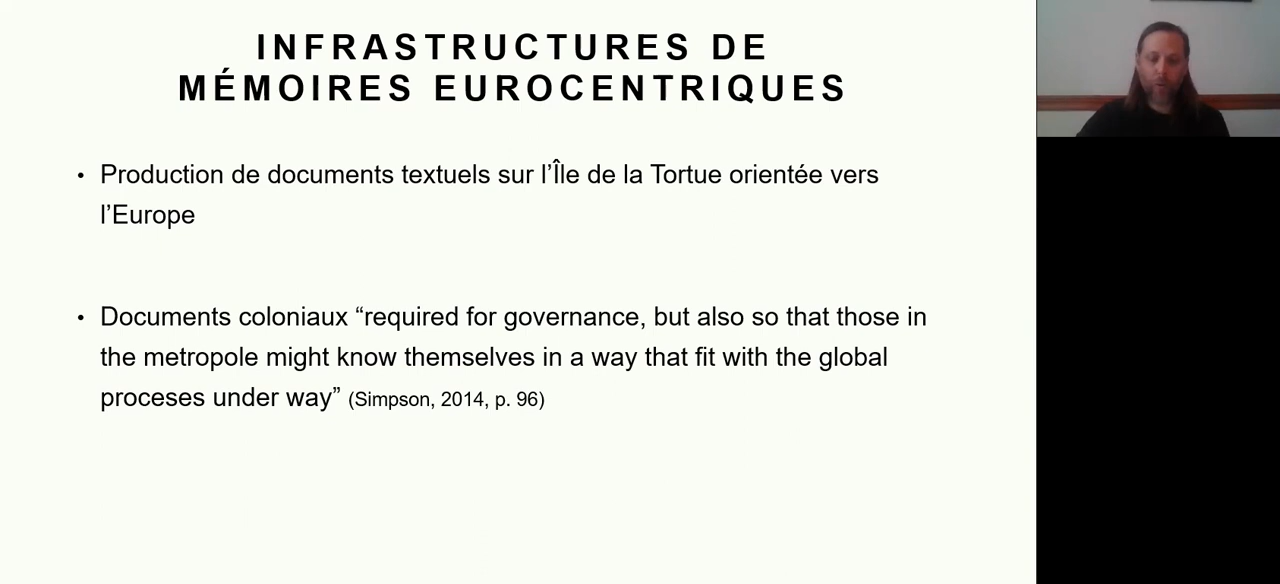 INFRASTRUCTURES DE
MÉMOIRES EUROCENTRIQUES
• Production de documents textuels sur l’Île de la Tortue orientée vers
l’Europe
• Documents coloniaux “required for governance, but also so that those in
the metropole might know themselves in a way that fit with the global
proceses under way” (Simpson, 2014, p. 96)